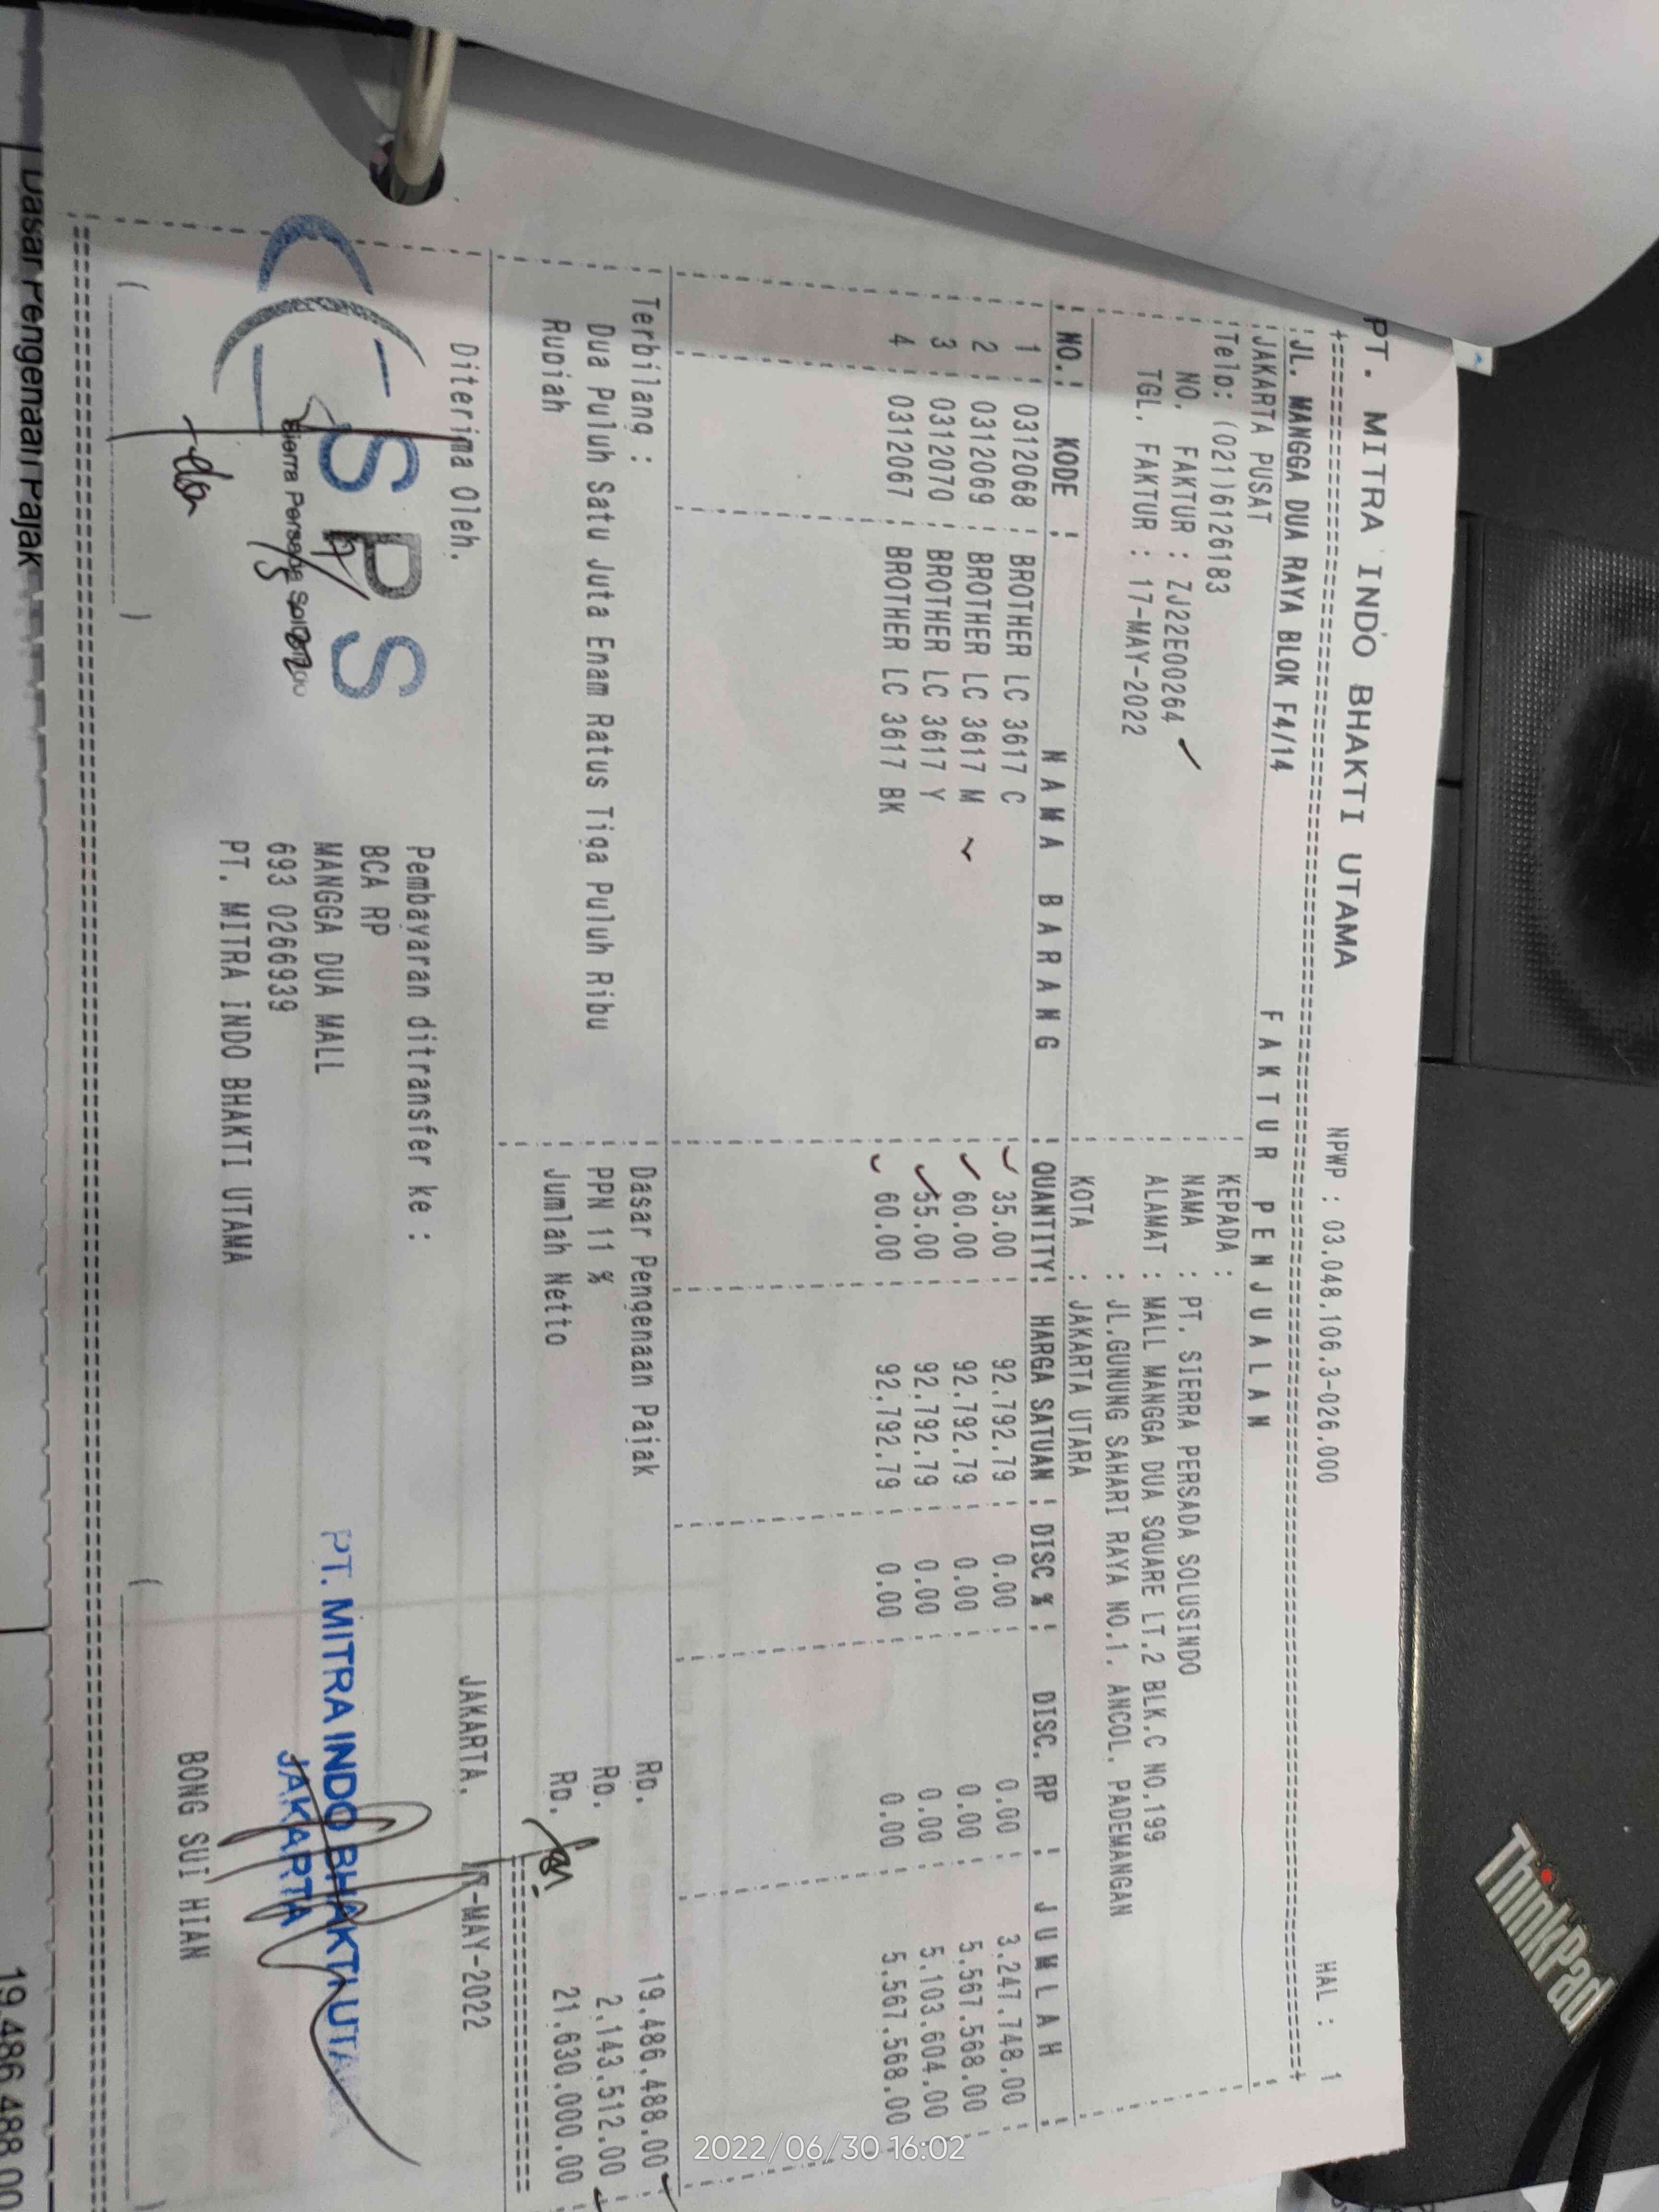 PT. MITRA INDO BHAKTI UTAMA NPWP : 03.048.106.3-026.000 HAL : 1
JL. MANGGA DUA RAYA BLOK F4/14
JAKARTA PUSAT
Telp: (021)6126183
F A K T U R P E N J U A L A N
NO. FAKTUR : ZJ22E00264
TGL. FAKTUR : 17-MAY-2022
KEPADA :
NAMA : PT. SIERRA PERSADA SOLUSINDO
ALAMAT : MALL MANGGA DUA SQUARE LT.2 BLK.C NO.199
: JL.GUNUNG SAHARI RAYA NO.1. ANCOL. PADEMANGAN
KOTA : JAKARTA UTARA
NO. KODE N A M A B A R A N G QUANTITY HARGA SATUAN DISC % DISC. RP J U M L A H
1 0312068 BROTHER LC 3617 C 35.00 92.792.79 0.00 0.00 3.247.748.00
2 0312069 BROTHER LC 3617 M 60.00 92.792.79 0.00 0.00 5.567.568.00
3 0312070 BROTHER LC 3617 Y 55.00 92.792.79 0.00 0.00 5.103.604.00
4 0312067 BROTHER LC 3617 BK 60.00 92.792.79 0.00 0.00 5.567.568.00
Terbilang :
Dua Puluh Satu Juta Enam Ratus Tiga Puluh Ribu
Rupiah
Dasar Pengenaan Pajak Rp. 19.486.488.00
PPN 11 % Rp. 2.143.512.00
Jumlah Netto Rp. 21.630.000.00
Diterima Oleh.
SPS
Sierra Persada
Pembayaran ditransfer ke :
BCA RP
MANGGA DUA MALL
693 0266939
PT. MITRA INDO BHAKTI UTAMA
JAKARTA. -MAY-2022
PT. MITRA INDO BHAKTI UTAMA
JAKARTA
BONG SUI HIAN
Dasar Pengenaan Pajak 19.486.488.00
ThinkPad
2022/06/30 16:02